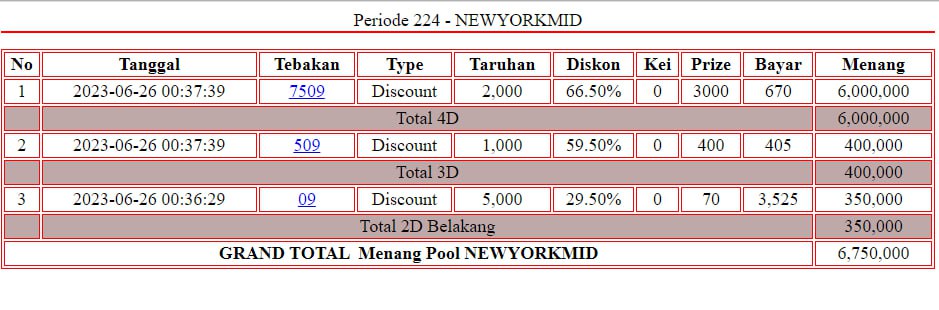 Periode 224 - NEWYORKMID
No Tanggal Tebakan Type Taruhan Diskon Kei Prize Bayar Menang
1 2023-06-26 00:37:39 7509 Discount 2,000 66.50% 0 3000 670 6,000,000
Total 4D 6,000,000
2 2023-06-26 00:37:39 509 Discount 1,000 59.50% 0 400 405 400,000
Total 3D 400,000
3 2023-06-26 00:36:29 09 Discount 5,000 29.50% 0 70 3,525 350,000
Total 2D Belakang 350,000
GRAND TOTAL Menang Pool NEWYORKMID 6,750,000